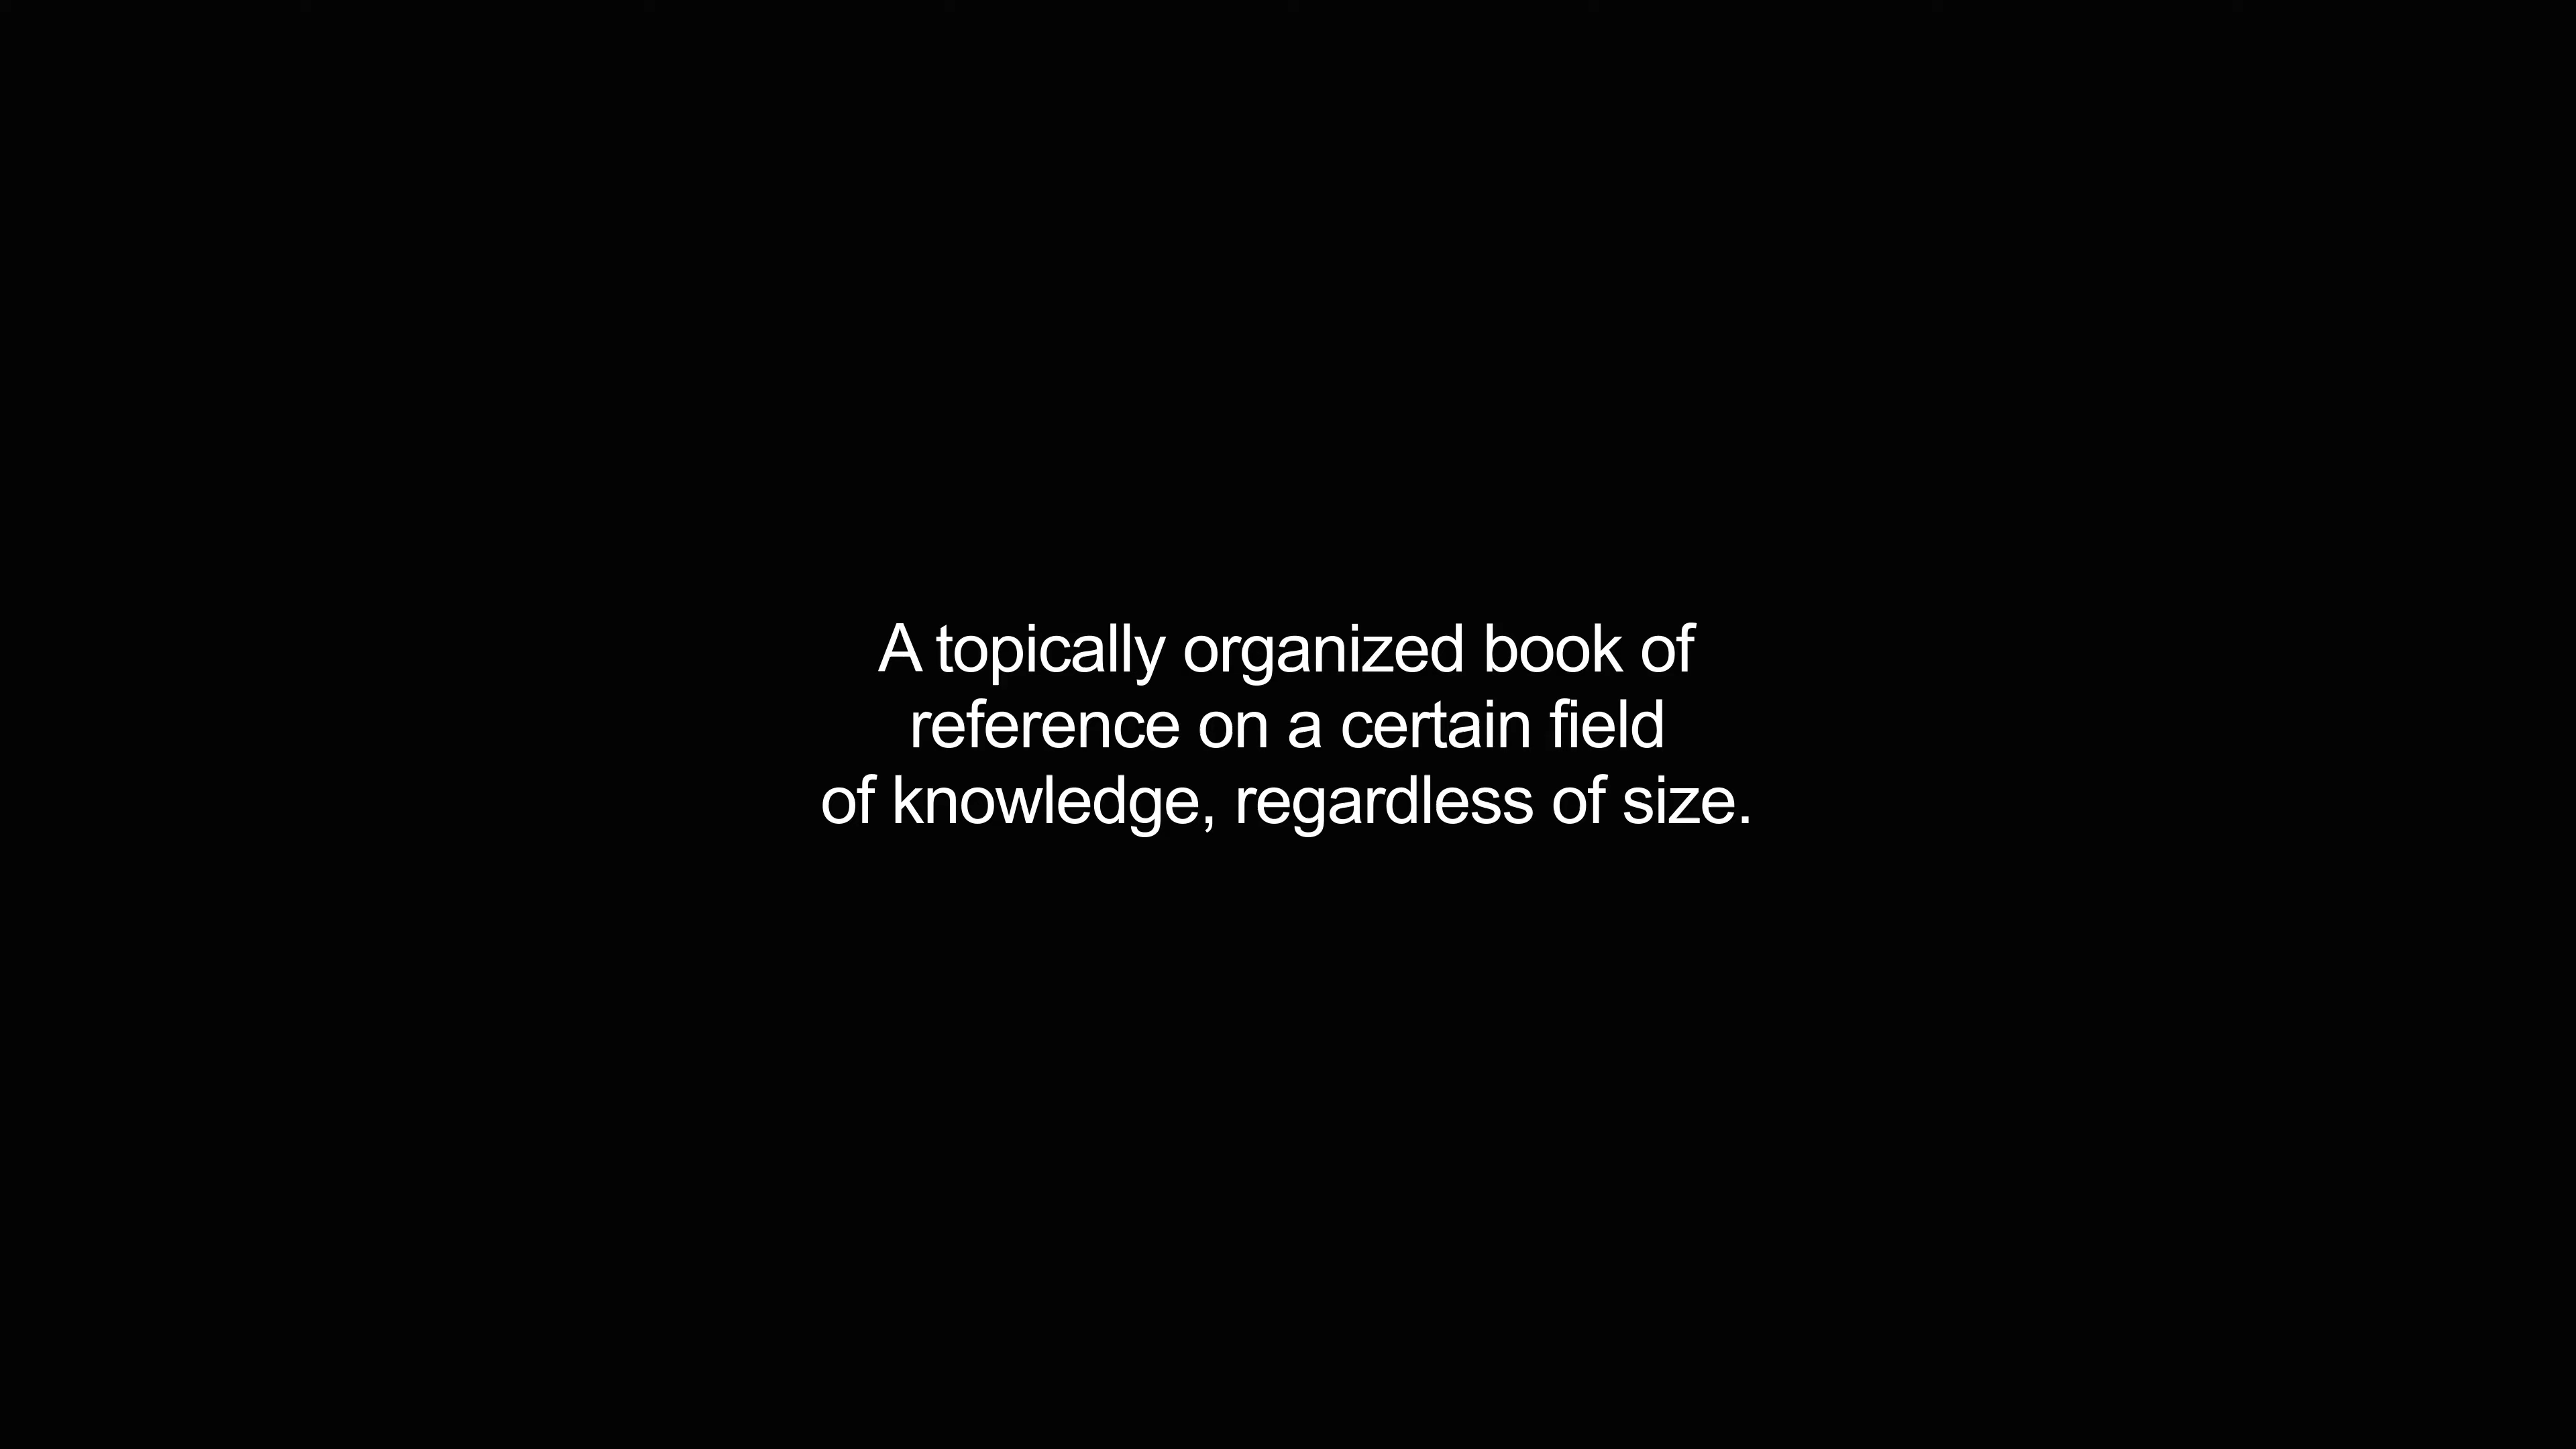 A topically organized book of
reference on a certain field
of knowledge, regardless of size.